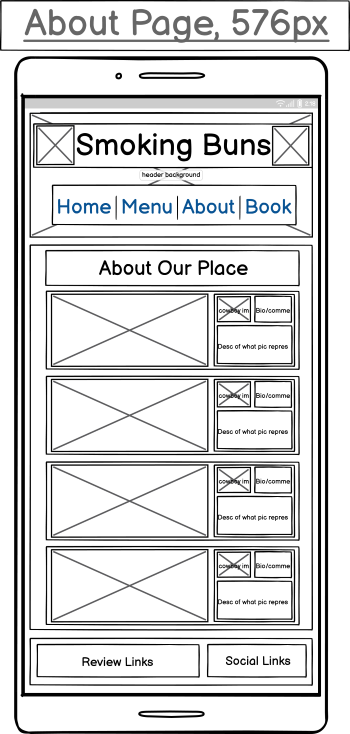 About Page, 576px
Smoking Buns
header background
Home Menu About Book
About Our Place
cowboy im Bio/comme
Desc of what pic repres
cowboy im Bio/comme
Desc of what pic repres
cowboy im Bio/comme
Desc of what pic repres
cowboy im Bio/comme
Desc of what pic repres
Review Links Social Links